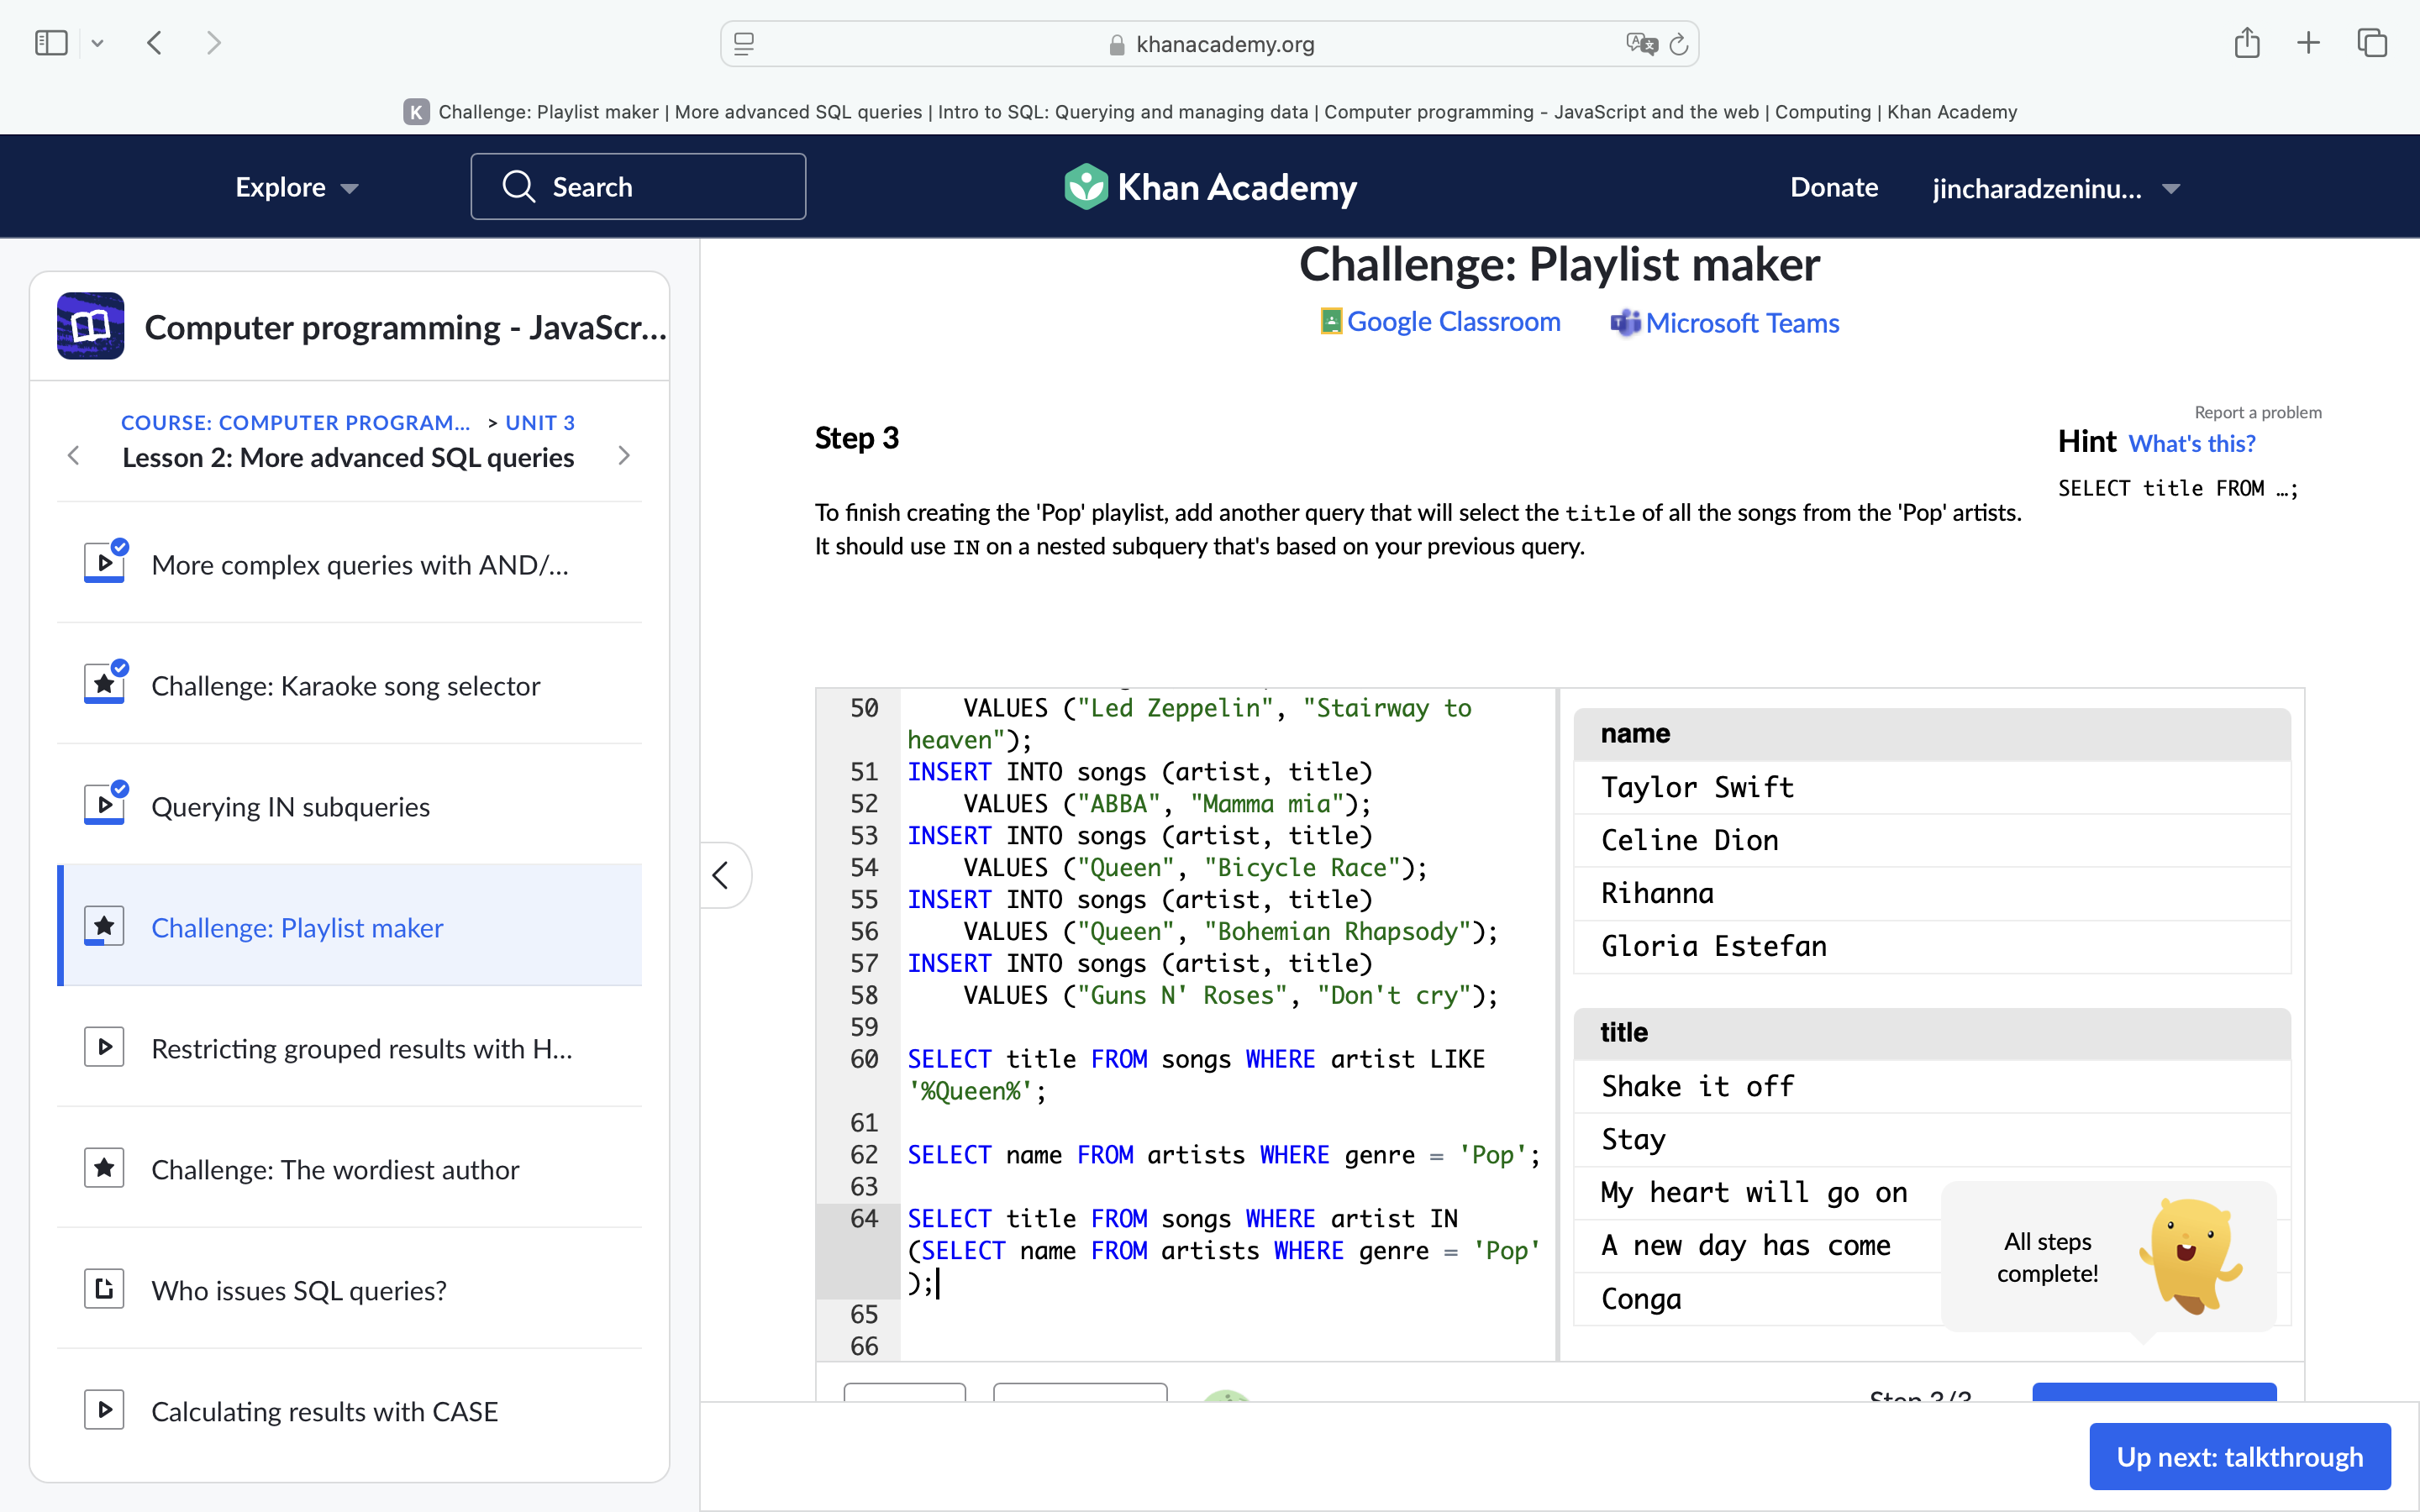 khanacademy.org
K Challenge: Playlist maker | More advanced SQL queries | Intro to SQL: Querying and managing data | Computer programming - JavaScript and the web | Computing | Khan Academy
Explore
Search
Khan Academy
Donate
jincharadzeninu...
Computer programming - JavaScr...
COURSE: COMPUTER PROGRAM... > UNIT 3
Lesson 2: More advanced SQL queries
More complex queries with AND/...
Challenge: Karaoke song selector
Querying IN subqueries
Challenge: Playlist maker
Restricting grouped results with H...
Challenge: The wordiest author
Who issues SQL queries?
Calculating results with CASE
Challenge: Playlist maker
Google Classroom
Microsoft Teams
Report a problem
Step 3
Hint What's this?
SELECT title FROM …;
To finish creating the 'Pop' playlist, add another query that will select the title of all the songs from the 'Pop' artists.
It should use IN on a nested subquery that's based on your previous query.
50 VALUES ("Led Zeppelin", "Stairway to
heaven");
51 INSERT INTO songs (artist, title)
52 VALUES ("ABBA", "Mamma mia");
53 INSERT INTO songs (artist, title)
54 VALUES ("Queen", "Bicycle Race");
55 INSERT INTO songs (artist, title)
56 VALUES ("Queen", "Bohemian Rhapsody");
57 INSERT INTO songs (artist, title)
58 VALUES ("Guns N' Roses", "Don't cry");
59
60 SELECT title FROM songs WHERE artist LIKE
'%Queen%';
61
62 SELECT name FROM artists WHERE genre = 'Pop';
63
64 SELECT title FROM songs WHERE artist IN
(SELECT name FROM artists WHERE genre = 'Pop'
);
65
66
name
Taylor Swift
Celine Dion
Rihanna
Gloria Estefan
title
Shake it off
Stay
My heart will go on
A new day has come
Conga
All steps
complete!
Step 3/3
Up next: talkthrough